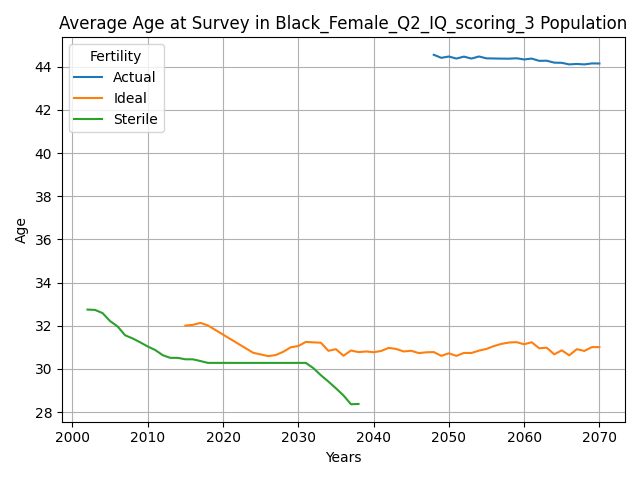 Average Age at Survey in Black_Female_Q2_IQ_scoring_3 Population
Fertility
Actual
Ideal
Sterile
Age
44
42
40
38
36
34
32
30
28
2000
2010
2020
2030
2040
2050
2060
2070
Years